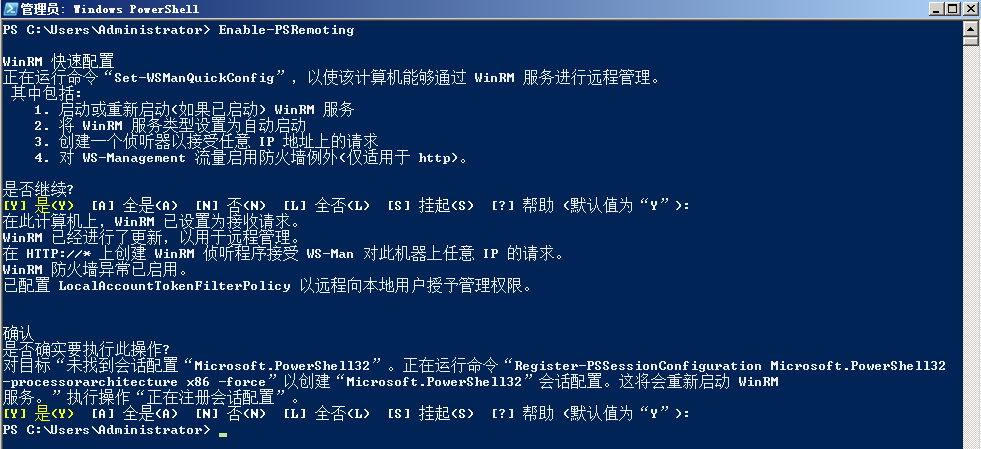 管理员: Windows PowerShell
PS C:\Users\Administrator> Enable-PSRemoting
WinRM 快速配置
正在运行命令“Set-WSManQuickConfig”，以使该计算机能够通过 WinRM 服务进行远程管理。
其中包括:
1. 启动或重新启动(如果已启动) WinRM 服务
2. 将 WinRM 服务类型设置为自动启动
3. 创建一个侦听器以接受任意 IP 地址上的请求
4. 对 WS-Management 流量启用防火墙例外(仅适用于 http)。
是否继续?
[Y] 是(Y)  [A] 全是(A)  [N] 否(N)  [L] 全否(L)  [S] 挂起(S)  [?] 帮助 (默认值为“Y”):
在此计算机上，WinRM 已设置为接收请求。
WinRM 已经进行了更新，以用于远程管理。
在 HTTP://* 上创建 WinRM 侦听程序接受 WS-Man 对此机器上任意 IP 的请求。
WinRM 防火墙异常已启用。
已配置 LocalAccountTokenFilterPolicy 以远程向本地用户授予管理权限。
确认
是否确实要执行此操作?
对目标“未找到会话配置“Microsoft.PowerShell32”。正在运行命令“Register-PSSessionConfiguration Microsoft.PowerShell32
-processorarchitecture x86 -force”以创建“Microsoft.PowerShell32”会话配置。这将会重新启动 WinRM
服务。”执行操作“正在注册会话配置”。
[Y] 是(Y)  [A] 全是(A)  [N] 否(N)  [L] 全否(L)  [S] 挂起(S)  [?] 帮助 (默认值为“Y”):
PS C:\Users\Administrator>